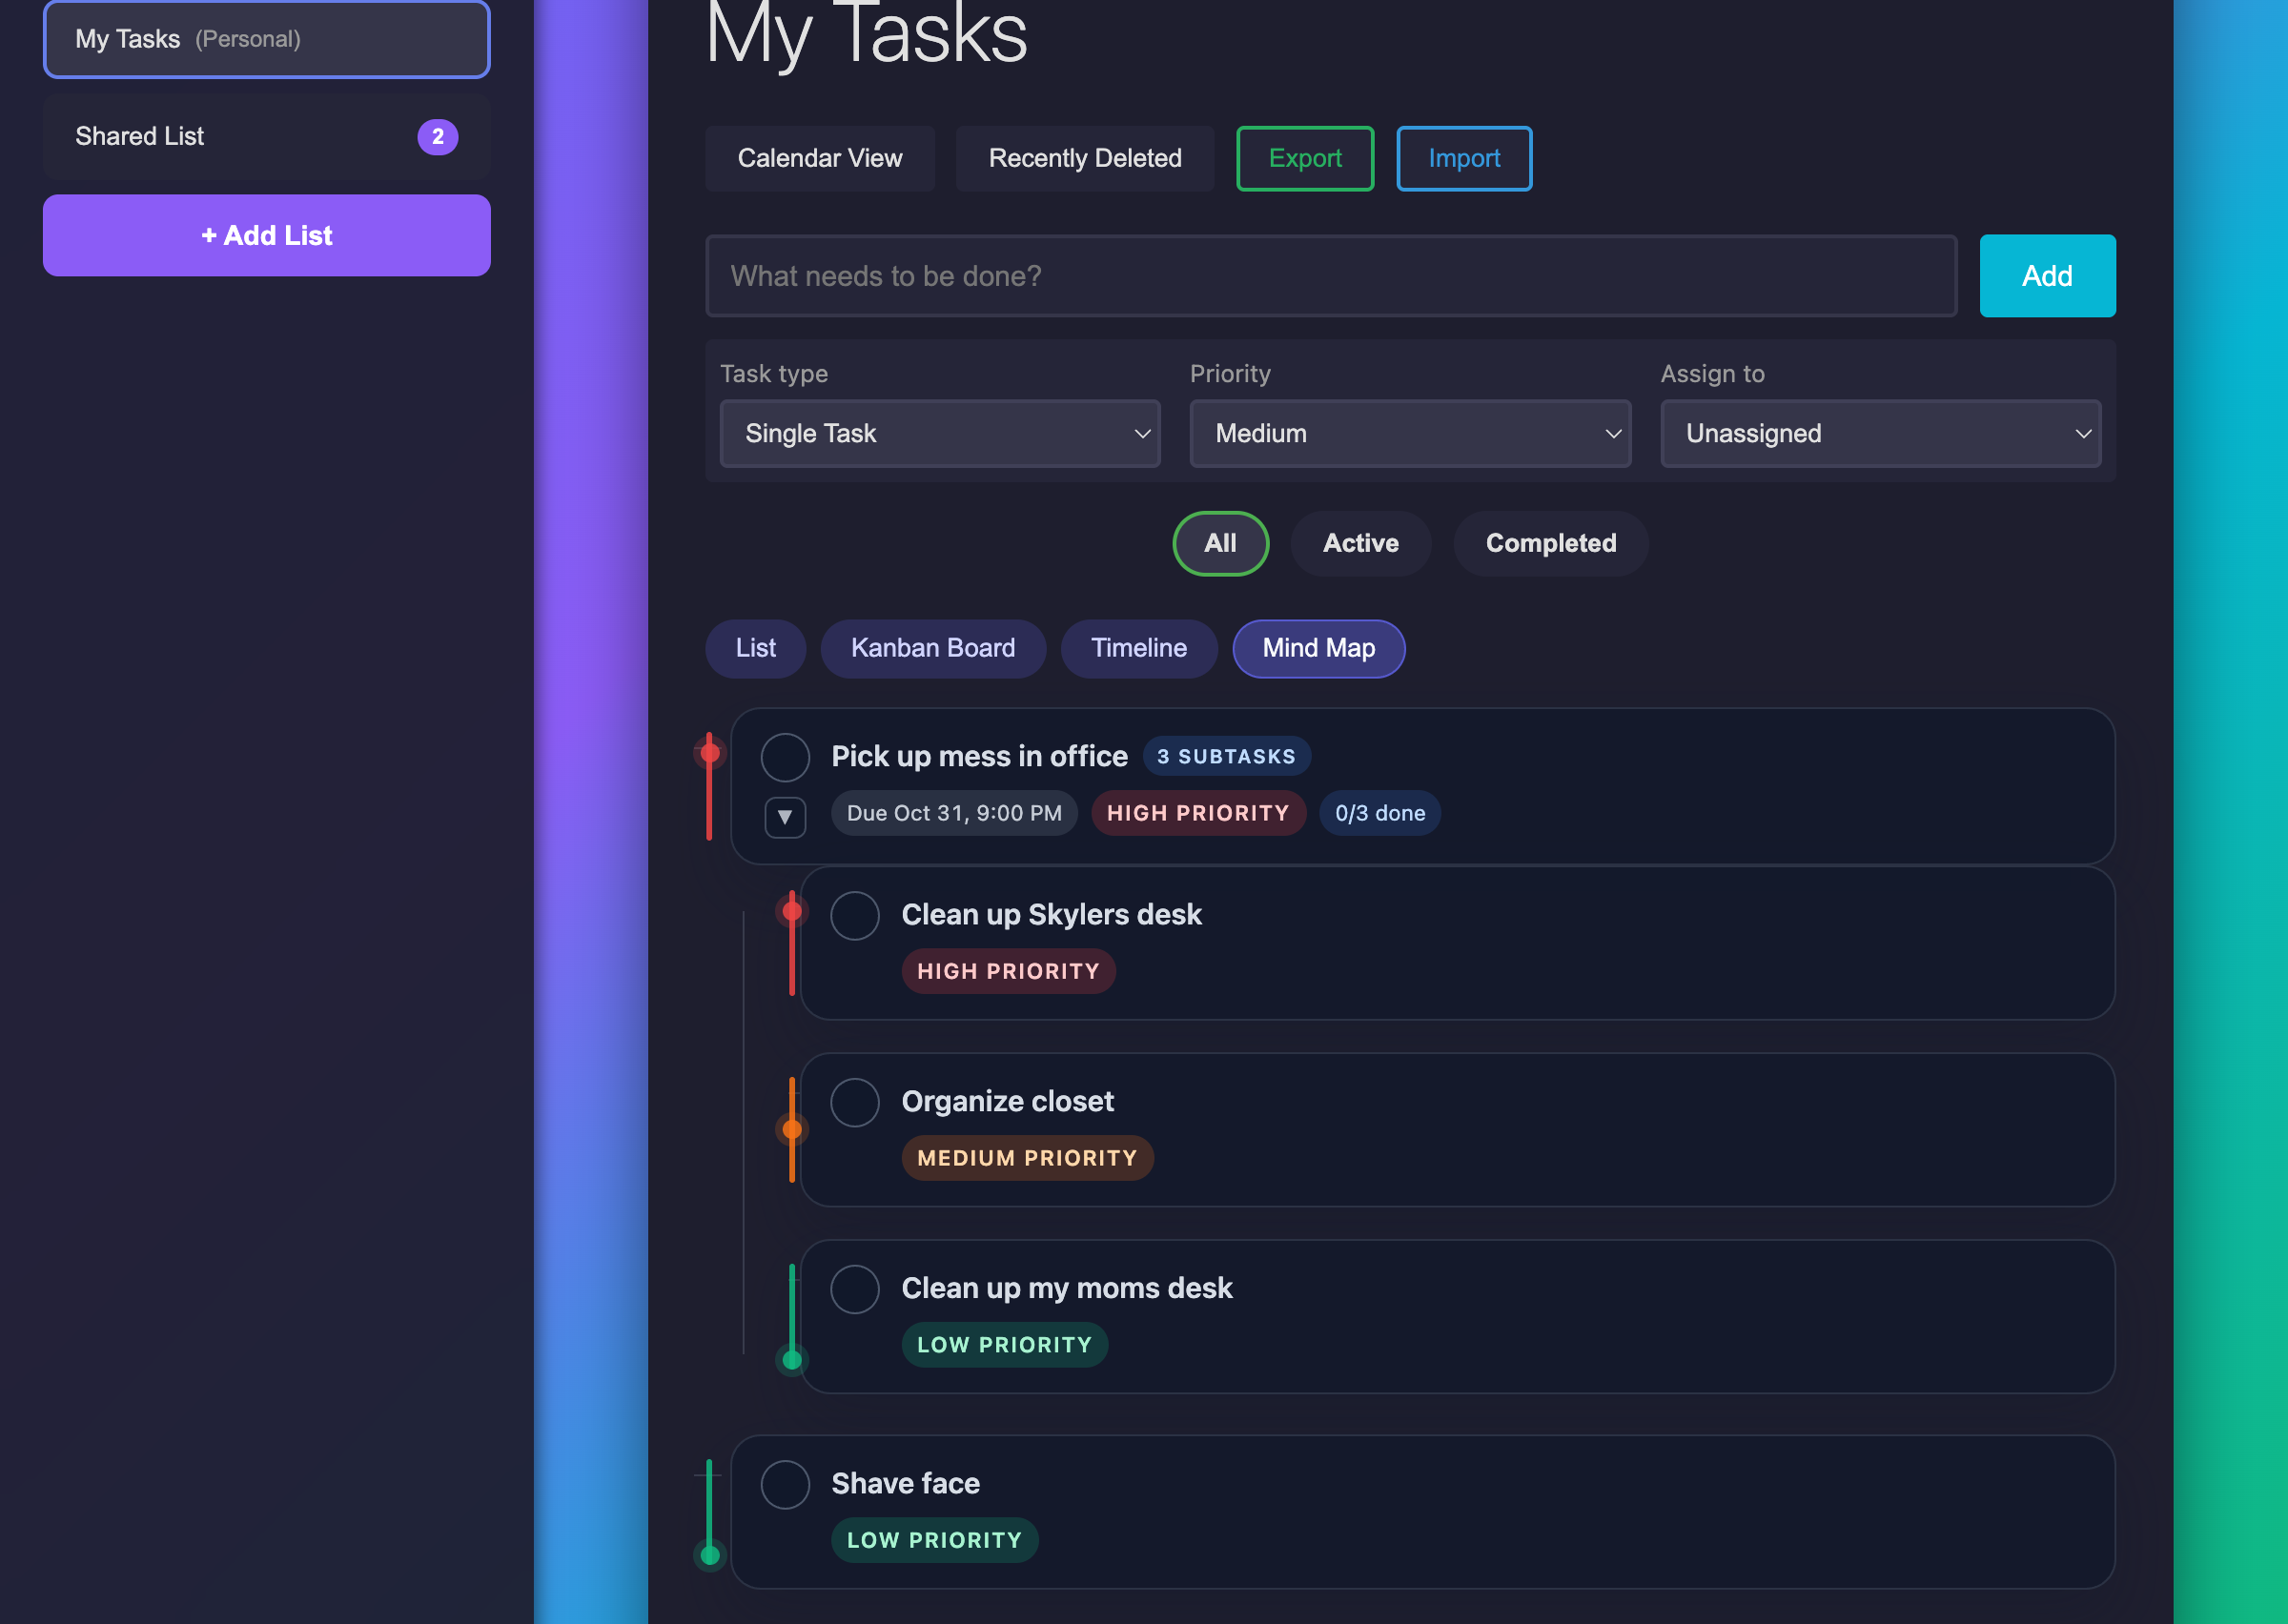 My Tasks (Personal)
Shared List 2
+ Add List
My Tasks
Calendar View Recently Deleted Export Import
What needs to be done? Add
Task type Priority Assign to
Single Task Medium Unassigned
All Active Completed
List Kanban Board Timeline Mind Map
Pick up mess in office 3 SUBTASKS
Due Oct 31, 9:00 PM HIGH PRIORITY 0/3 done
Clean up Skylers desk
HIGH PRIORITY
Organize closet
MEDIUM PRIORITY
Clean up my moms desk
LOW PRIORITY
Shave face
LOW PRIORITY